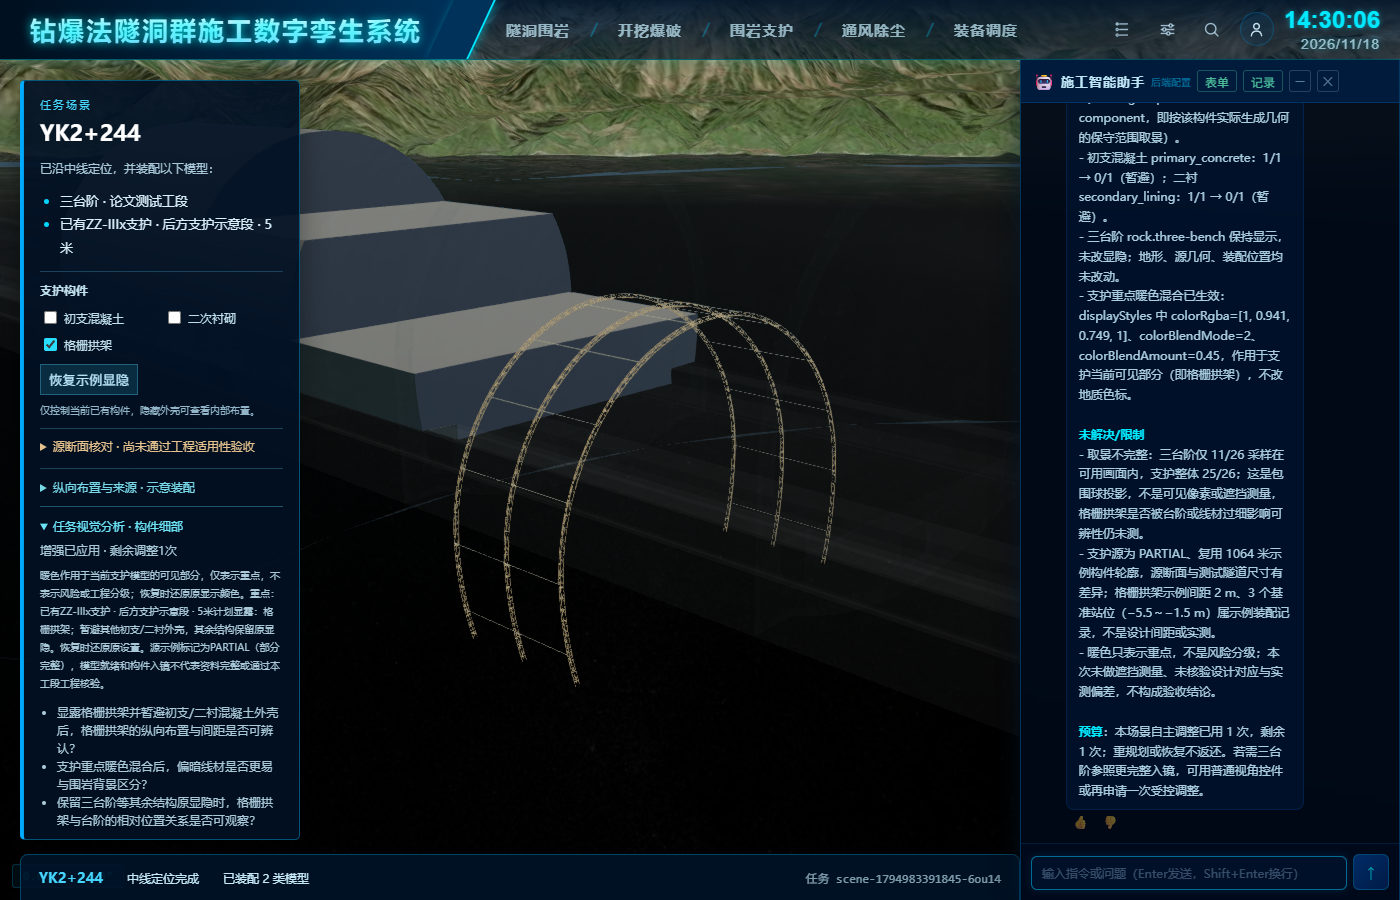 钻爆法隧洞群施工数字孪生系统
隧洞围岩 / 开挖爆破 / 围岩支护 / 通风除尘 / 装备调度
14:30:06
2026/11/18
任务场景
YK2+244
已沿中线定位，并装配以下模型：
三台阶 · 论文测试工段
已有ZZ-IIIx支护 · 后方支护示意段 · 5
米
支护构件
初支混凝土
二次衬砌
格栅拱架
恢复示例显隐
仅控制当前已有构件，隐藏外壳可查看内部布置。
▶ 源断面核对 · 尚未通过工程适用性验收
▶ 纵向布置与来源 · 示意装配
▼ 任务视觉分析 · 构件细部
增强已应用 · 剩余调整1次
暖色作用于当前支护模型的可见部分，仅表示重点，不
表示风险或工程分级；恢复时还原原显示颜色。重点：
已有ZZ-IIIx支护 · 后方支护示意段 · 5米计划显露：格
栅拱架；暂避其他初支/二衬外壳，其余结构保留原显
隐。恢复时还原原设置。源示例标记为PARTIAL（部分
完整），模型就绪和构件入镜不代表资料完整或通过本
工段工程核验。
• 显露格栅拱架并暂避初支/二衬混凝土外壳
后，格栅拱架的纵向布置与间距是否可辨
认？
• 支护重点暖色混合后，偏暗线材是否更易
与围岩背景区分？
• 保留三台阶等其余结构原显隐时，格栅拱
架与台阶的相对位置关系是否可观察？
YK2+244 中线定位完成 已装配 2 类模型
任务 scene-1794983391845-6ou14
施工智能助手 后端配置 表单 记录
component，即按该构件实际生成几何
的保守范围取景）。
- 初支混凝土 primary_concrete：1/1
→ 0/1（暂避）；二衬
secondary_lining：1/1 → 0/1（暂
避）。
- 三台阶 rock.three-bench 保持显示，
未改显隐；地形、源几何、装配位置均
未改动。
- 支护重点暖色混合已生效：
displayStyles 中 colorRgba=[1, 0.941,
0.749, 1]、colorBlendMode=2、
colorBlendAmount=0.45，作用于支
护当前可见部分（即格栅拱架），不改
地质色标。
未解决/限制
- 取景不完整：三台阶仅 11/26 采样在
可用画面内，支护整体 25/26；这是包
围球投影，不是可见像素或遮挡测量，
格栅拱架是否被台阶或线材过细影响可
辨性仍未测。
- 支护源为 PARTIAL、复用 1064 米示
例构件轮廓，源断面与测试隧道尺寸有
差异；格栅拱架示例间距 2 m、3 个基
准站位（−5.5 ~ −1.5 m）属示例装配记
录，不是设计间距或实测。
- 暖色只表示重点，不是风险分级；本
次未做遮挡测量、未核验设计对应与实
测偏差，不构成验收结论。
预算：本场景自主调整已用 1 次，剩余
1 次；重规划或恢复不返还。若需三台
阶参照更完整入镜，可用普通视角控件
或再申请一次受控调整。
输入指令或问题（Enter发送，Shift+Enter换行）